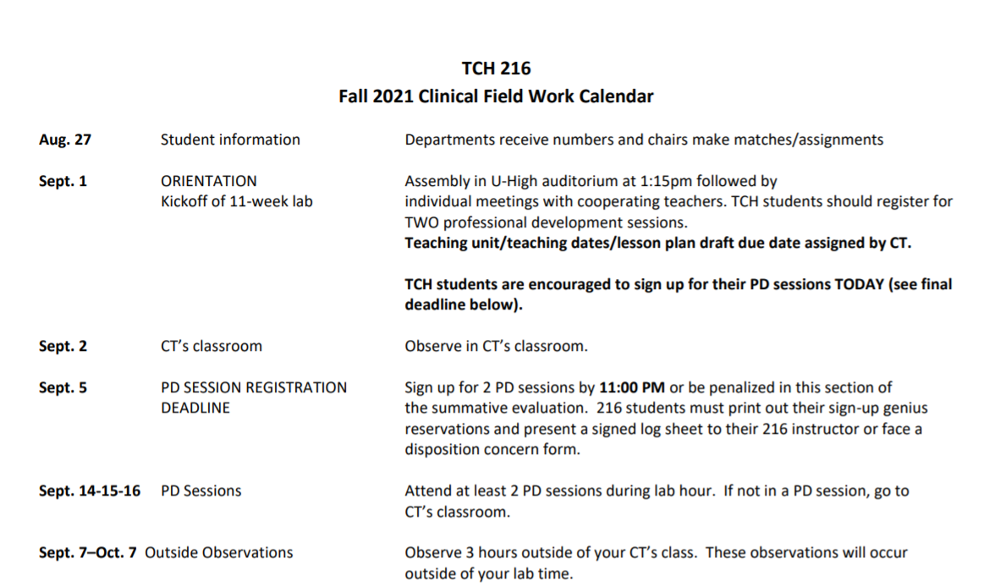 TCH 216
Fall 2021 Clinical Field Work Calendar
Aug. 27 Student information Departments receive numbers and chairs make matches/assignments
Sept. 1 ORIENTATION Assembly in U-High auditorium at 1:15pm followed by
Kickoff of 11-week lab individual meetings with cooperating teachers. TCH students should register for
TWO professional development sessions.
Teaching unit/teaching dates/lesson plan draft due date assigned by CT.
TCH students are encouraged to sign up for their PD sessions TODAY (see final
deadline below).
Sept. 2 CT’s classroom Observe in CT’s classroom.
Sept. 5 PD SESSION REGISTRATION Sign up for 2 PD sessions by 11:00 PM or be penalized in this section of
DEADLINE the summative evaluation. 216 students must print out their sign-up genius
reservations and present a signed log sheet to their 216 instructor or face a
disposition concern form.
Sept. 14-15-16 PD Sessions Attend at least 2 PD sessions during lab hour. If not in a PD session, go to
CT’s classroom.
Sept. 7–Oct. 7 Outside Observations Observe 3 hours outside of your CT’s class. These observations will occur
outside of your lab time.